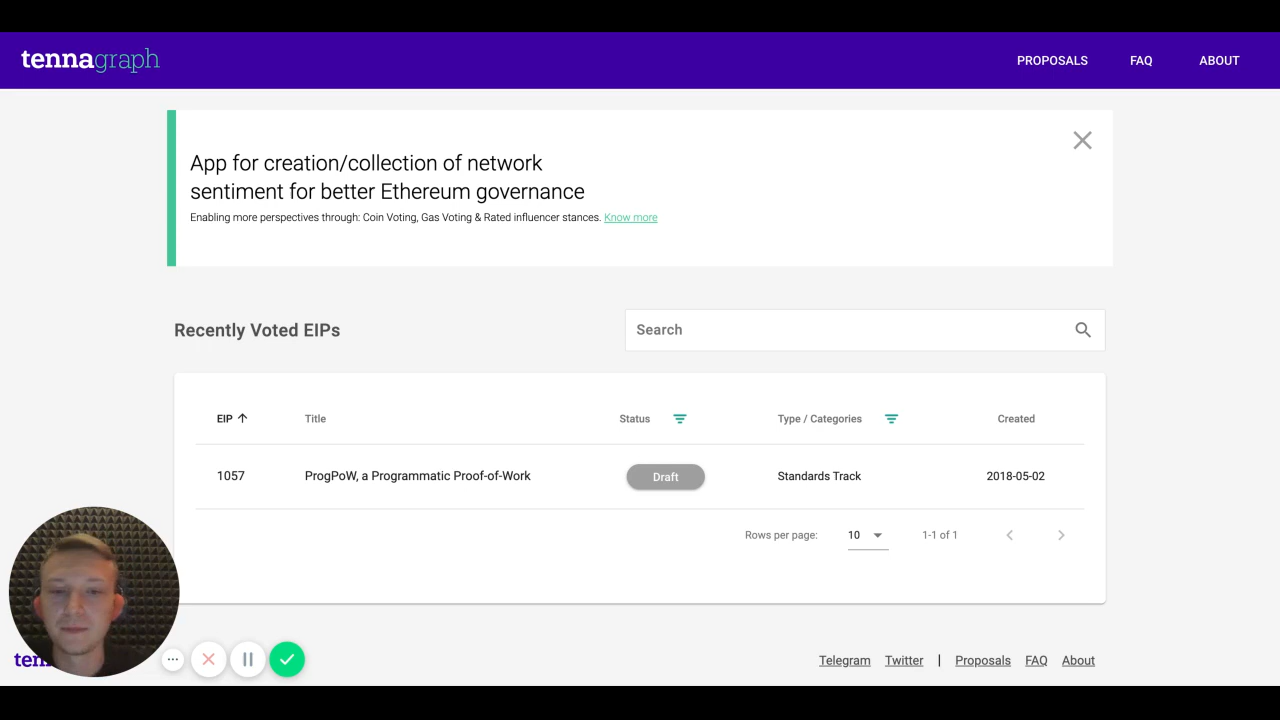 tennagraph
PROPOSALS FAQ ABOUT
App for creation/collection of network
sentiment for better Ethereum governance
Enabling more perspectives through: Coin Voting, Gas Voting & Rated influencer stances. Know more
Recently Voted EIPs
Search
EIP Title Status Type / Categories Created
1057 ProgPoW, a Programmatic Proof-of-Work Draft Standards Track 2018-05-02
Rows per page: 10 1-1 of 1
Telegram Twitter | Proposals FAQ About